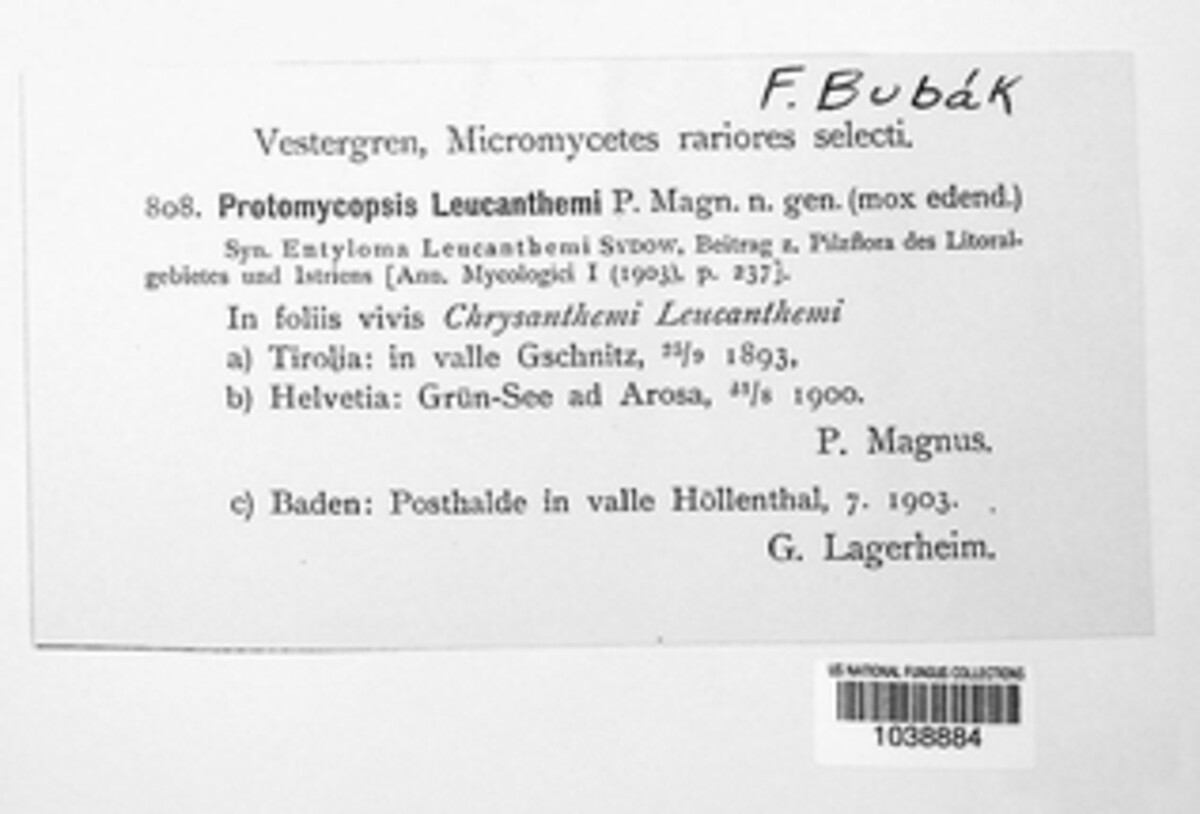 F. Bubák
Vestergren, Micromycetes rariores selecti.
808. Protomycopsis Leucanthemi P. Magn. n. gen. (mox edend.)
Syn. Entyloma Leucanthemi Sydow, Beitrag z. Pilzflora des Litoral-
gebietes und Istriens [Ann. Mycologici I (1903), p. 237].
In foliis vivis Chrysanthemi Leucanthemi
a) Tirolia: in valle Gschnitz, /9 1893,
b) Helvetia: Grün-See ad Arosa, /8 1900.
P. Magnus.
c) Baden: Posthalde in valle Höllenthal, 7. 1903.
G. Lagerheim.
US NATIONAL FUNGUS COLLECTIONS
1038884